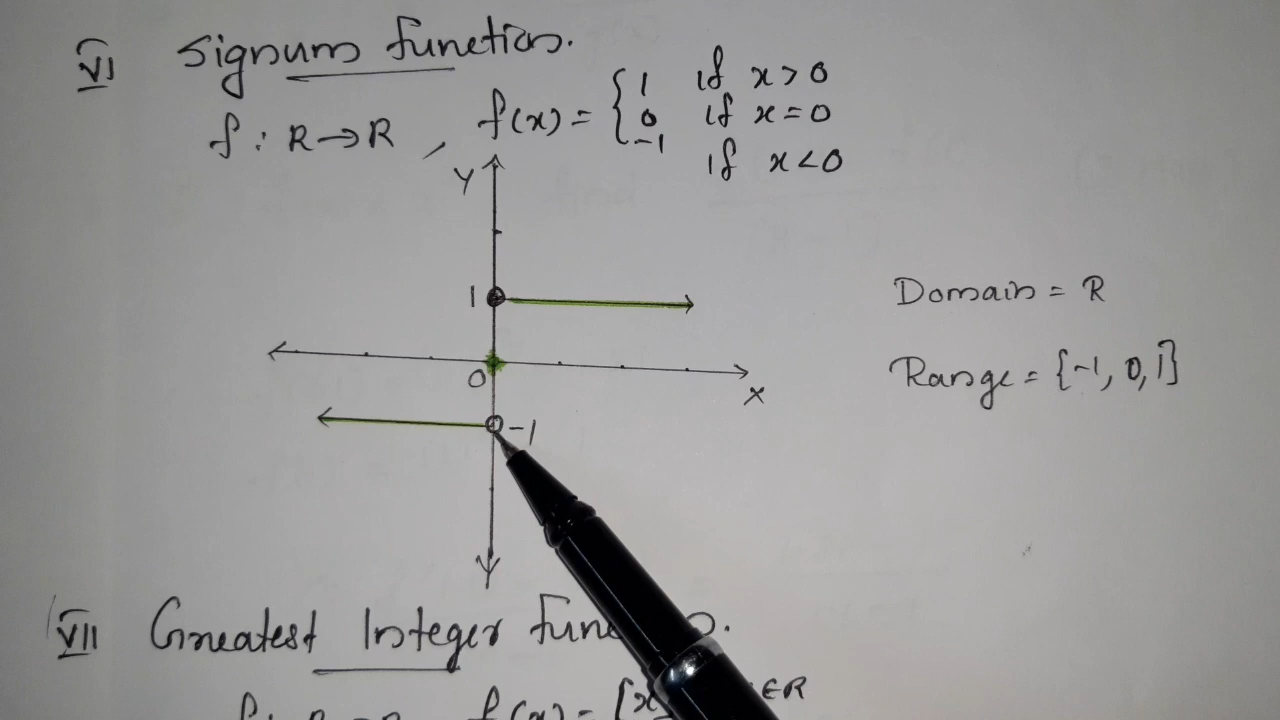 VI Signum function.
f : R→R , f(x) = { 1 if x > 0
0 if x = 0
-1 if x < 0
Y
1
0
X
-1
Domain = R
Range = {-1, 0, 1}
VII Greatest Integer
f : f(x) = [x ∈R